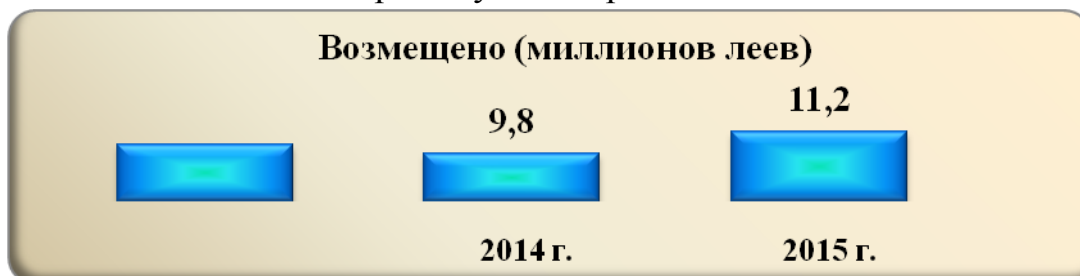 Возмещено (миллионов леев)
9,8
11,2
2014 г.
2015 г.